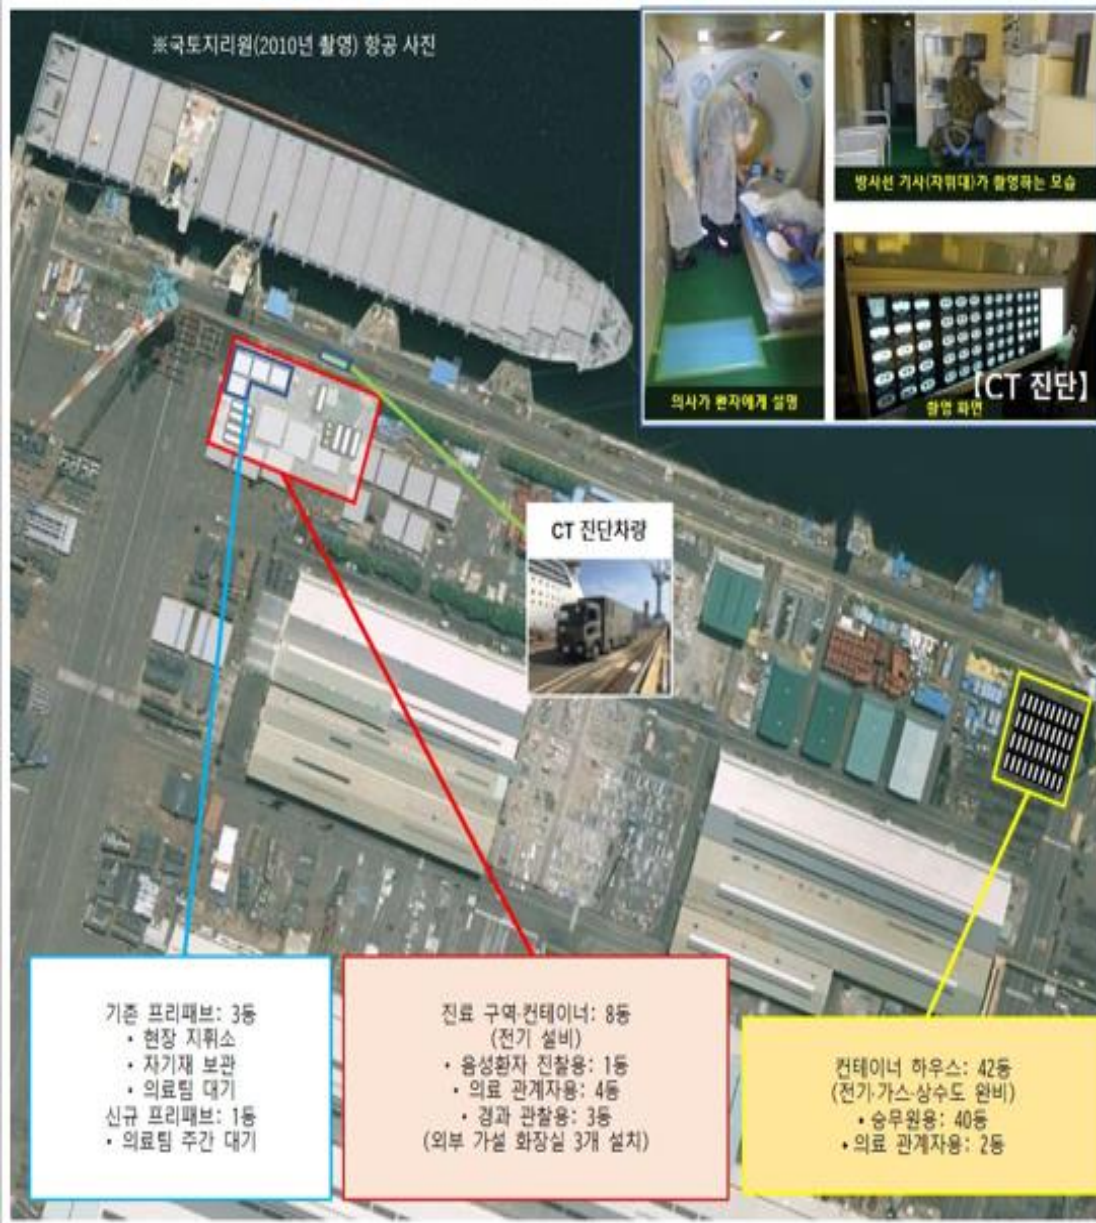 ※국토지리원(2010년 촬영) 항공 사진
방사선 기사(자위대)가 촬영하는 모습
의사가 환자에게 설명
【CT 진단】
촬영 화면
CT 진단차량
기존 프리패브: 3동
• 현장 지휘소
• 자기재 보관
• 의료팀 대기
신규 프리패브: 1동
• 의료팀 주간 대기
진료 구역·컨테이너: 8동
(전기 설비)
• 음성환자 진찰용: 1동
• 의료 관계자용: 4동
• 경과 관찰용: 3동
(외부 가설 화장실 3개 설치)
컨테이너 하우스: 42동
(전기·가스·상수도 완비)
• 승무원용: 40동
• 의료 관계자용: 2동